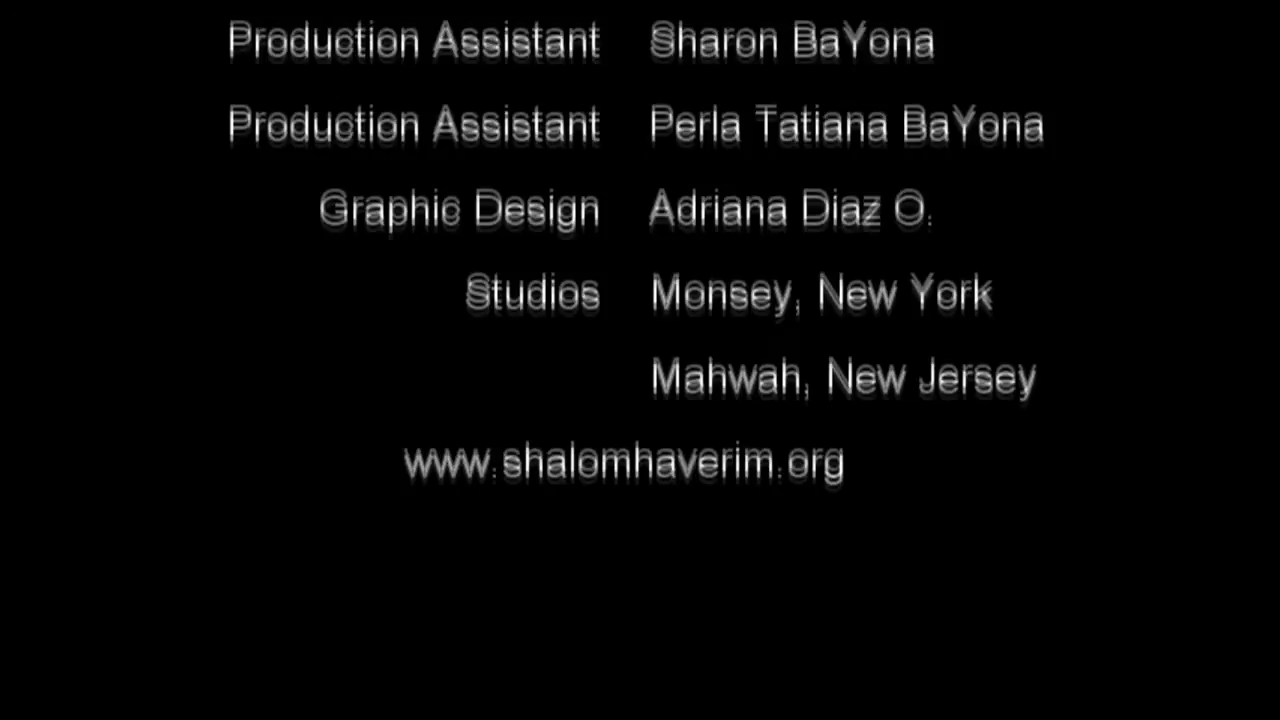 Production Assistant Sharon BaYona
Production Assistant Perla Tatiana BaYona
Graphic Design Adriana Diaz O.
Studios Monsey, New York
Mahwah, New Jersey
www.shalomhaverim.org